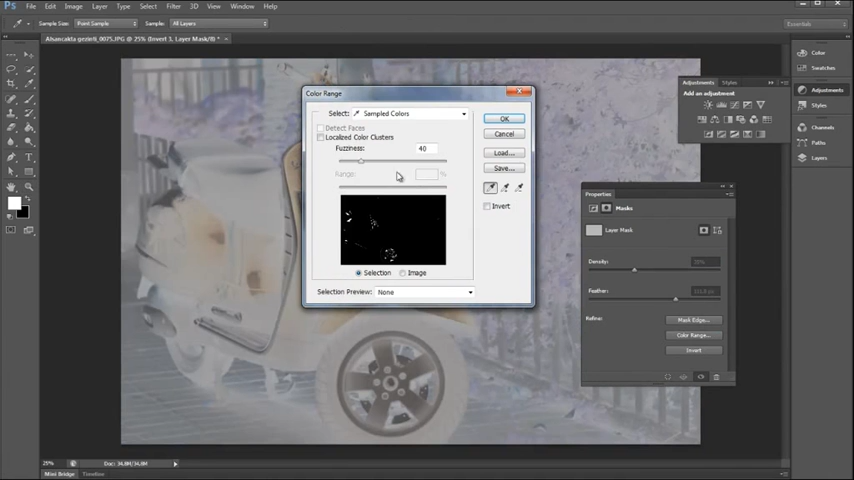 Ps File Edit Image Layer Type Select Filter 3D View Window Help
Sample Size: Point Sample Sample: All Layers Essentials
Ahancakta gezinti_0075.JPG @ 25% (Invert 3, Layer Mask/8) *
Color Range
Select: Sampled Colors
Detect Faces
Localized Color Clusters
Fuzziness: 40
Range: %
Selection Image
Selection Preview: None
OK
Cancel
Load...
Save...
Invert
Adjustments Styles
Add an adjustment
Properties
Masks
Layer Mask
Density:
Feather:
Refine:
Mask Edge...
Color Range...
Invert
Color
Swatches
Adjustments
Styles
Channels
Paths
Layers
25% Doc: 34.8M/34.8M
Mini Bridge Timeline